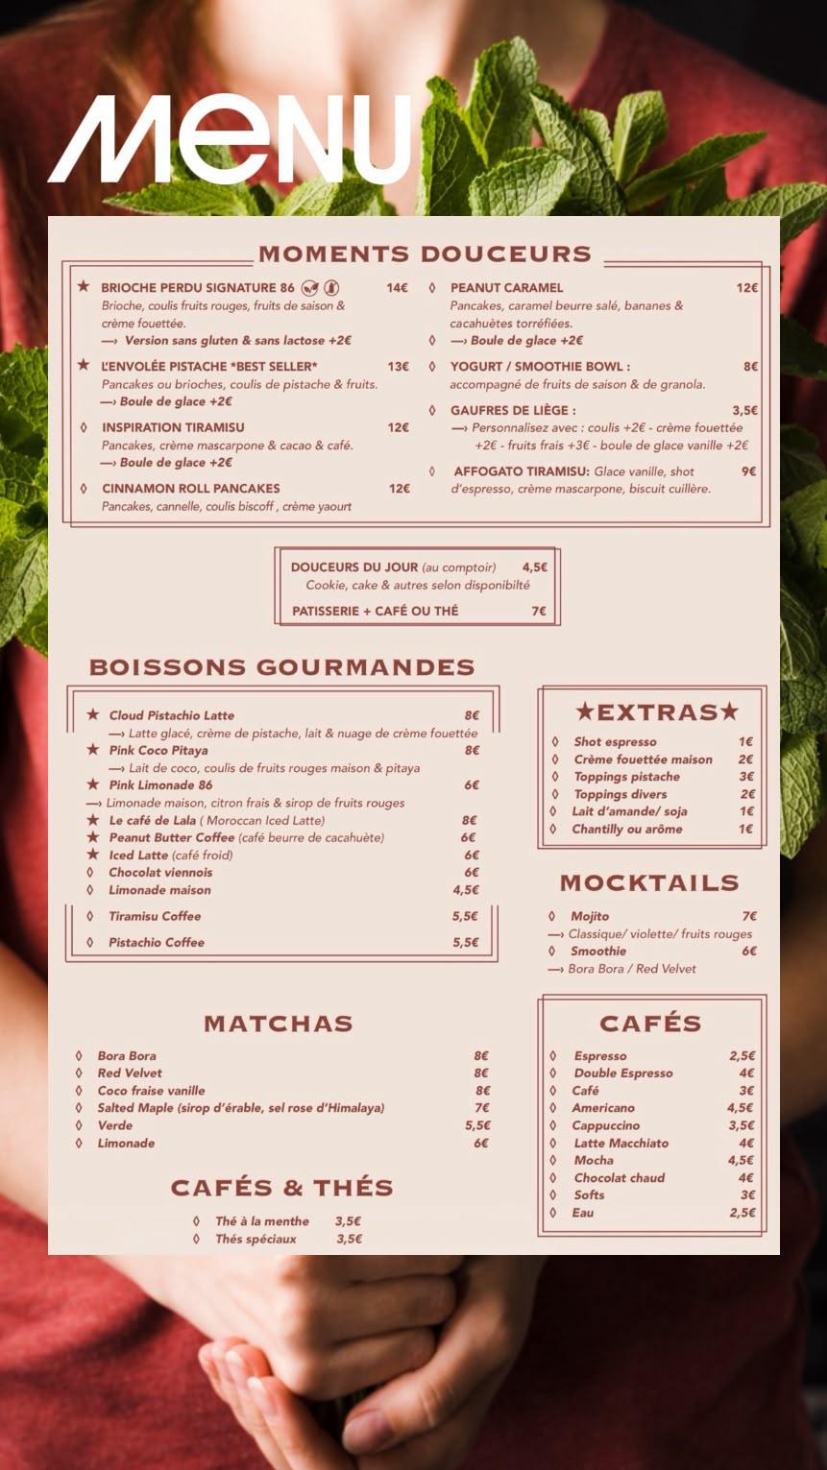 MENU
MOMENTS DOUCEURS
★ BRIOCHE PERDU SIGNATURE 86 14€
Brioche, coulis fruits rouges, fruits de saison &
crème fouettée.
—› Version sans gluten & sans lactose +2€
★ L'ENVOLÉE PISTACHE *BEST SELLER* 13€
Pancakes ou brioches, coulis de pistache & fruits.
—› Boule de glace +2€
◊ INSPIRATION TIRAMISU 12€
Pancakes, crème mascarpone & cacao & café.
—› Boule de glace +2€
◊ CINNAMON ROLL PANCAKES 12€
Pancakes, cannelle, coulis biscoff , crème yaourt
◊ PEANUT CARAMEL 12€
Pancakes, caramel beurre salé, bananes &
cacahuètes torréfiées.
◊ —› Boule de glace +2€
◊ YOGURT / SMOOTHIE BOWL : 8€
accompagné de fruits de saison & de granola.
◊ GAUFRES DE LIÈGE : 3,5€
—› Personnalisez avec : coulis +2€ - crème fouettée
+2€ - fruits frais +3€ - boule de glace vanille +2€
◊ AFFOGATO TIRAMISU: Glace vanille, shot 9€
d'espresso, crème mascarpone, biscuit cuillère.
DOUCEURS DU JOUR (au comptoir) 4,5€
Cookie, cake & autres selon disponibilté
PATISSERIE + CAFÉ OU THÉ 7€
BOISSONS GOURMANDES
★ Cloud Pistachio Latte 8€
—› Latte glacé, crème de pistache, lait & nuage de crème fouettée
★ Pink Coco Pitaya 8€
—› Lait de coco, coulis de fruits rouges maison & pitaya
★ Pink Limonade 86 6€
—› Limonade maison, citron frais & sirop de fruits rouges
★ Le café de Lala ( Moroccan Iced Latte) 8€
★ Peanut Butter Coffee (café beurre de cacahuète) 6€
★ Iced Latte (café froid) 6€
◊ Chocolat viennois 6€
◊ Limonade maison 4,5€
◊ Tiramisu Coffee 5,5€
◊ Pistachio Coffee 5,5€
★EXTRAS★
◊ Shot espresso 1€
◊ Crème fouettée maison 2€
◊ Toppings pistache 3€
◊ Toppings divers 2€
◊ Lait d'amande/ soja 1€
◊ Chantilly ou arôme 1€
MOCKTAILS
◊ Mojito 7€
—› Classique/ violette/ fruits rouges
◊ Smoothie 6€
—› Bora Bora / Red Velvet
MATCHAS
◊ Bora Bora 8€
◊ Red Velvet 8€
◊ Coco fraise vanille 8€
◊ Salted Maple (sirop d'érable, sel rose d'Himalaya) 7€
◊ Verde 5,5€
◊ Limonade 6€
CAFÉS & THÉS
◊ Thé à la menthe 3,5€
◊ Thés spéciaux 3,5€
CAFÉS
◊ Espresso 2,5€
◊ Double Espresso 4€
◊ Café 3€
◊ Americano 4,5€
◊ Cappuccino 3,5€
◊ Latte Macchiato 4€
◊ Mocha 4,5€
◊ Chocolat chaud 4€
◊ Softs 3€
◊ Eau 2,5€